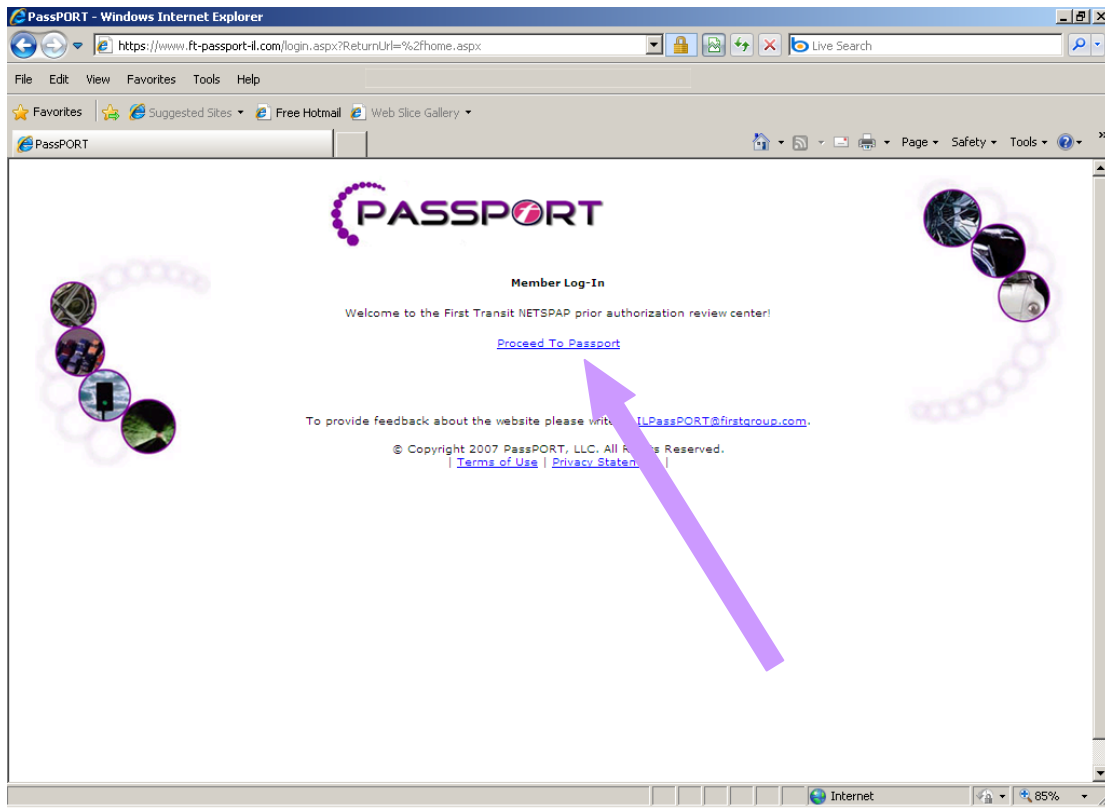 PassPORT - Windows Internet Explorer
https://www.ft-passport-il.com/login.aspx?ReturnUrl=%2fhome.aspx
Live Search
File Edit View Favorites Tools Help
Favorites Suggested Sites Free Hotmail Web Slice Gallery
PassPORT Page Safety Tools »
PASSPORT
Member Log-In
Welcome to the First Transit NETSPAP prior authorization review center!
Proceed To Passport
To provide feedback about the website please write ILPassPORT@firstgroup.com.
© Copyright 2007 PassPORT, LLC. All Reserved.
| Terms of Use | Privacy |
Internet 85%